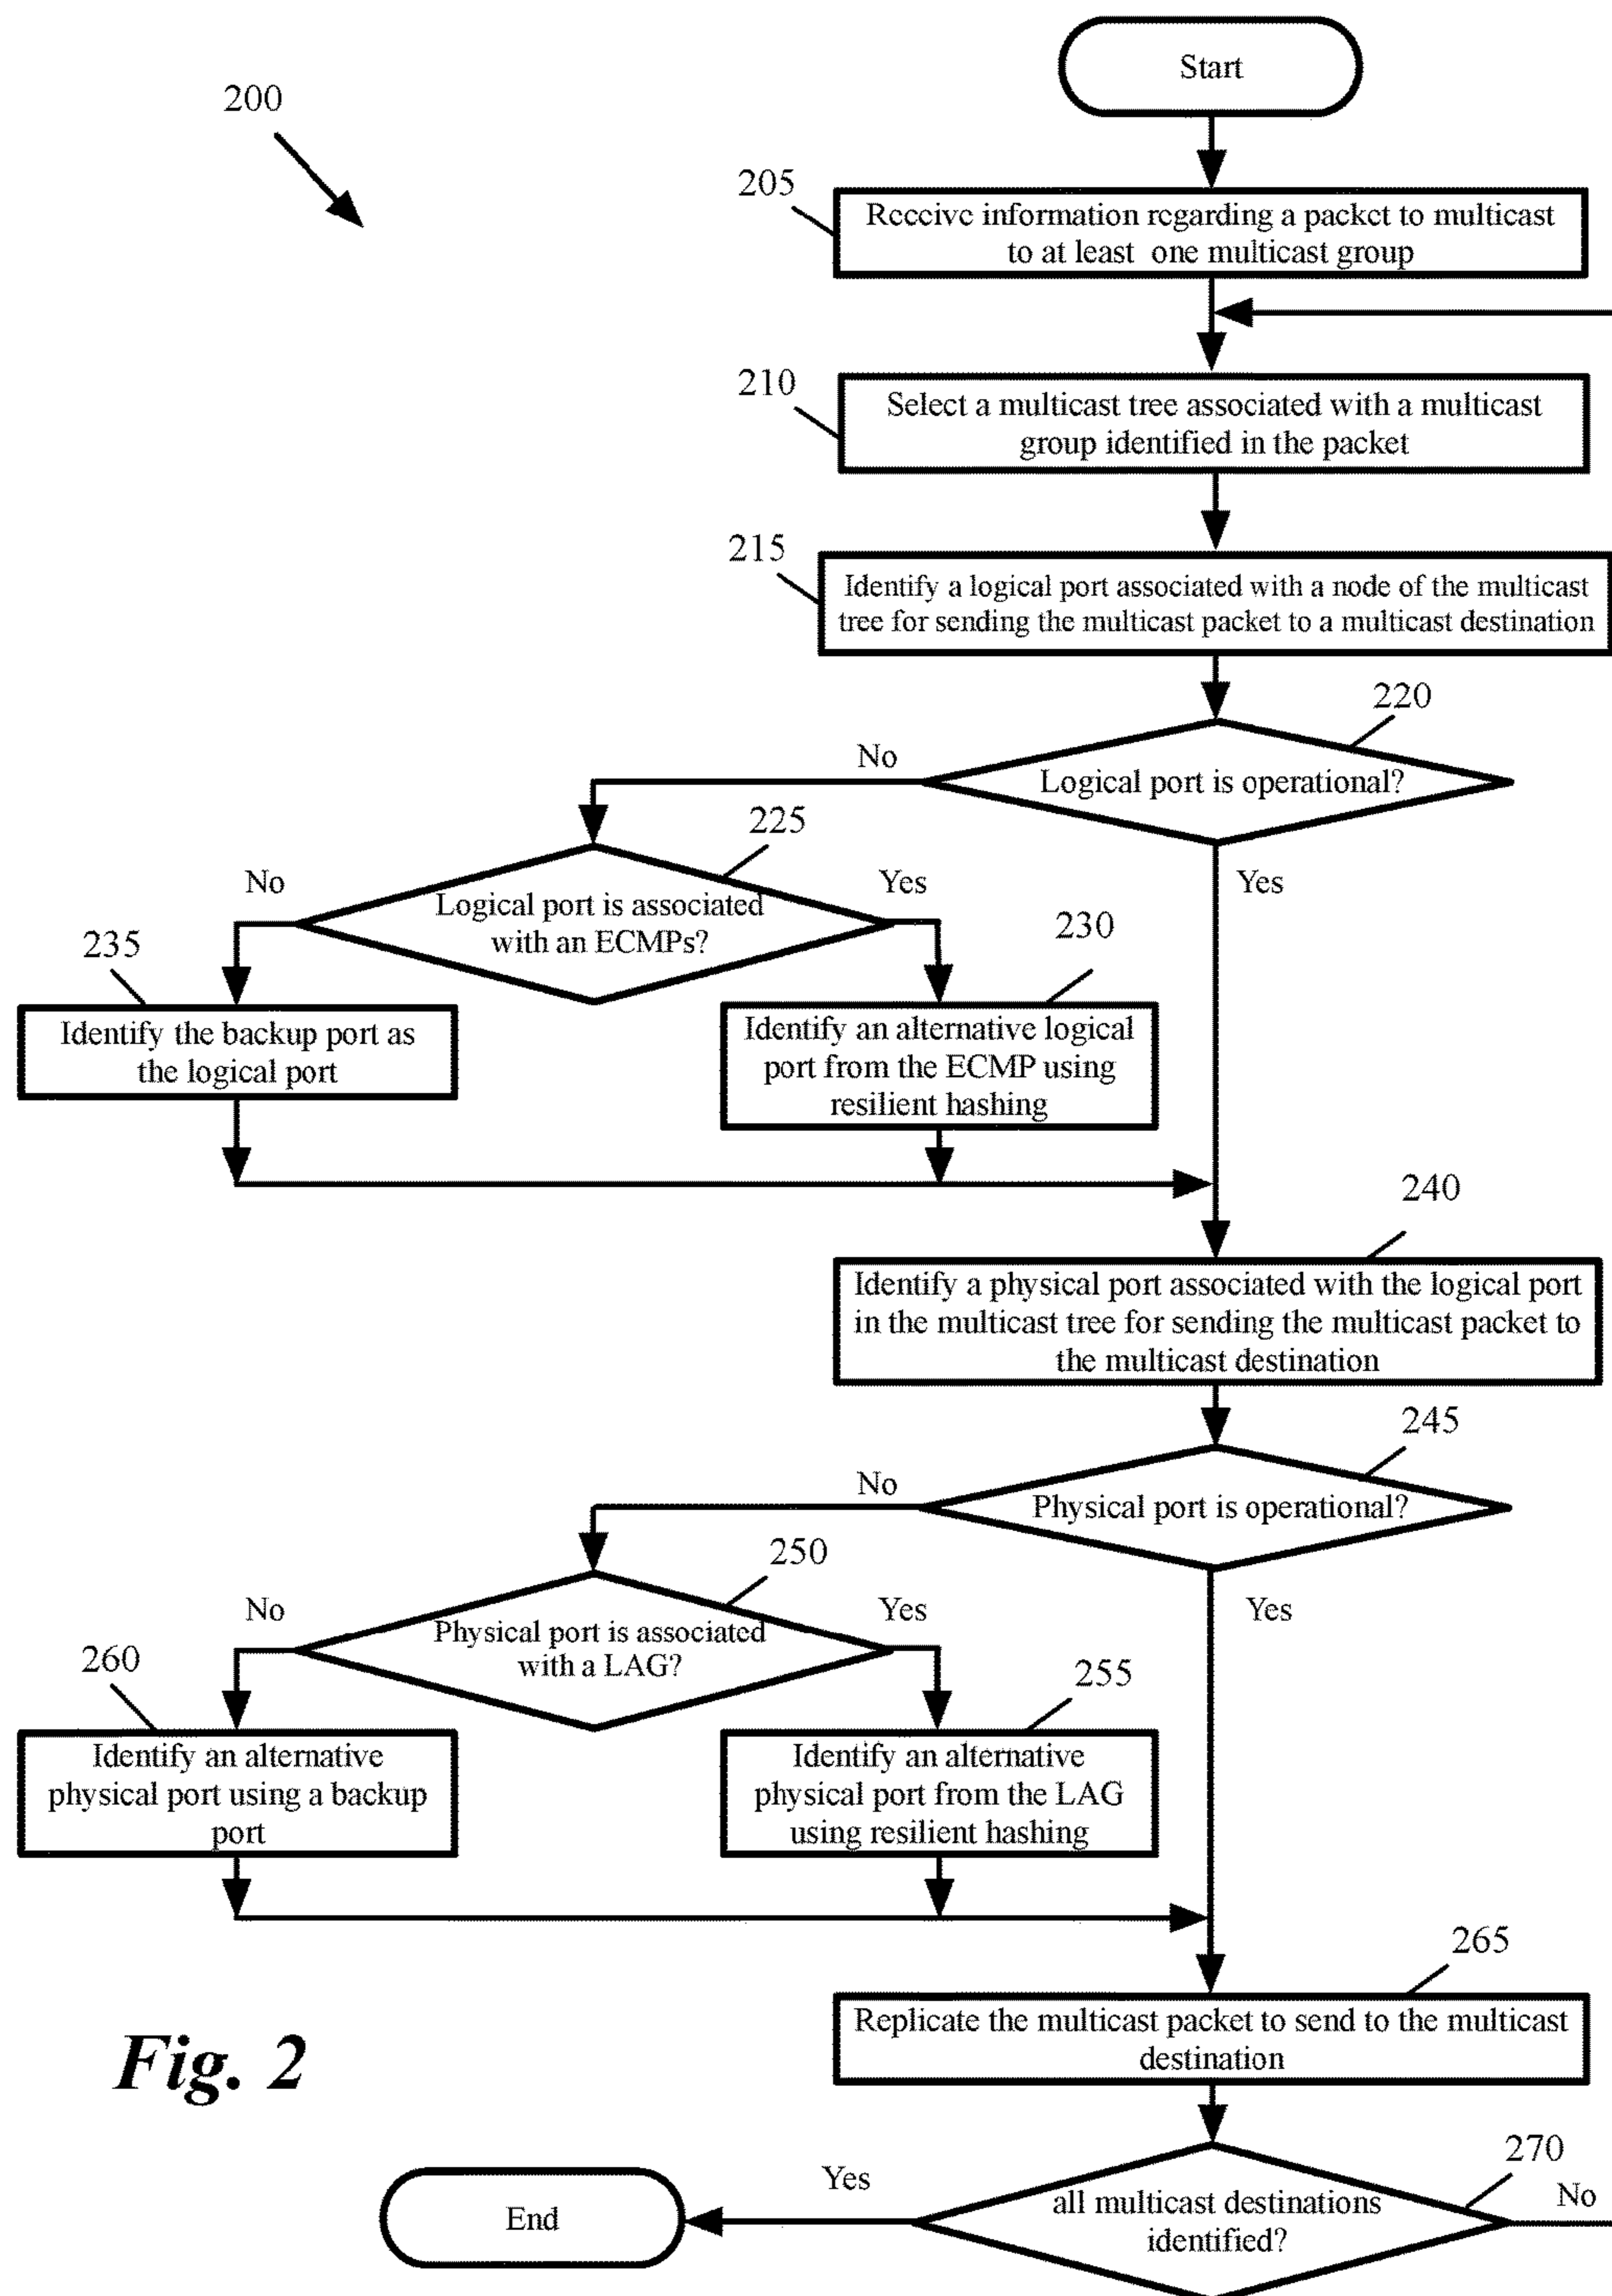 Start
200
205
Receive information regarding a packet to multicast
to at least one multicast group
210
Select a multicast tree associated with a multicast
group identified in the packet
215
Identify a logical port associated with a node of the multicast
tree for sending the multicast packet to a multicast destination
220
No
Logical port is operational?
225
No
Yes
Yes
Logical port is associated
with an ECMPs?
235
230
Identify the backup port as
the logical port
Identify an alternative logical
port from the ECMP using
resilient hashing
240
Identify a physical port associated with the logical port
in the multicast tree for sending the multicast packet to
the multicast destination
245
No
Physical port is operational?
250
No
Yes
Yes
Physical port is associated
with a LAG?
260
255
Identify an alternative
physical port using a backup
port
Identify an alternative
physical port from the LAG
using resilient hashing
265
Replicate the multicast packet to send to the multicast
destination
Fig. 2
270
Yes
No
all multicast destinations
identified?
End